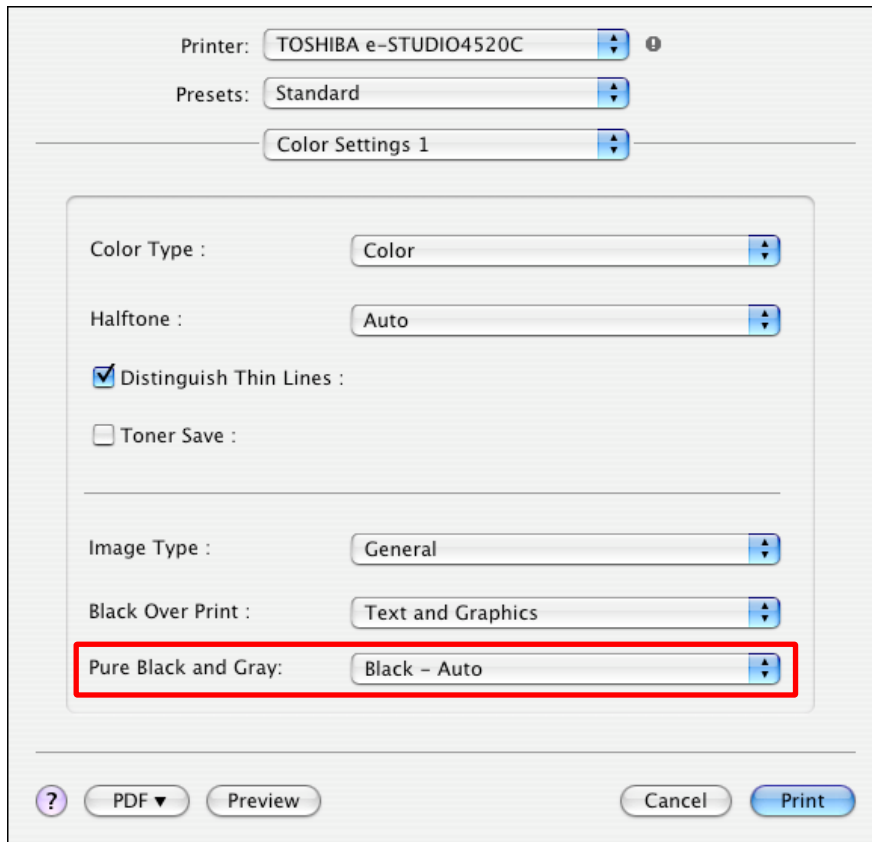 Printer: TOSHIBA e-STUDIO4520C
Presets: Standard
Color Settings 1
Color Type : Color
Halftone : Auto
Distinguish Thin Lines :
Toner Save :
Image Type : General
Black Over Print : Text and Graphics
Pure Black and Gray: Black – Auto
? PDF ▼ Preview Cancel Print